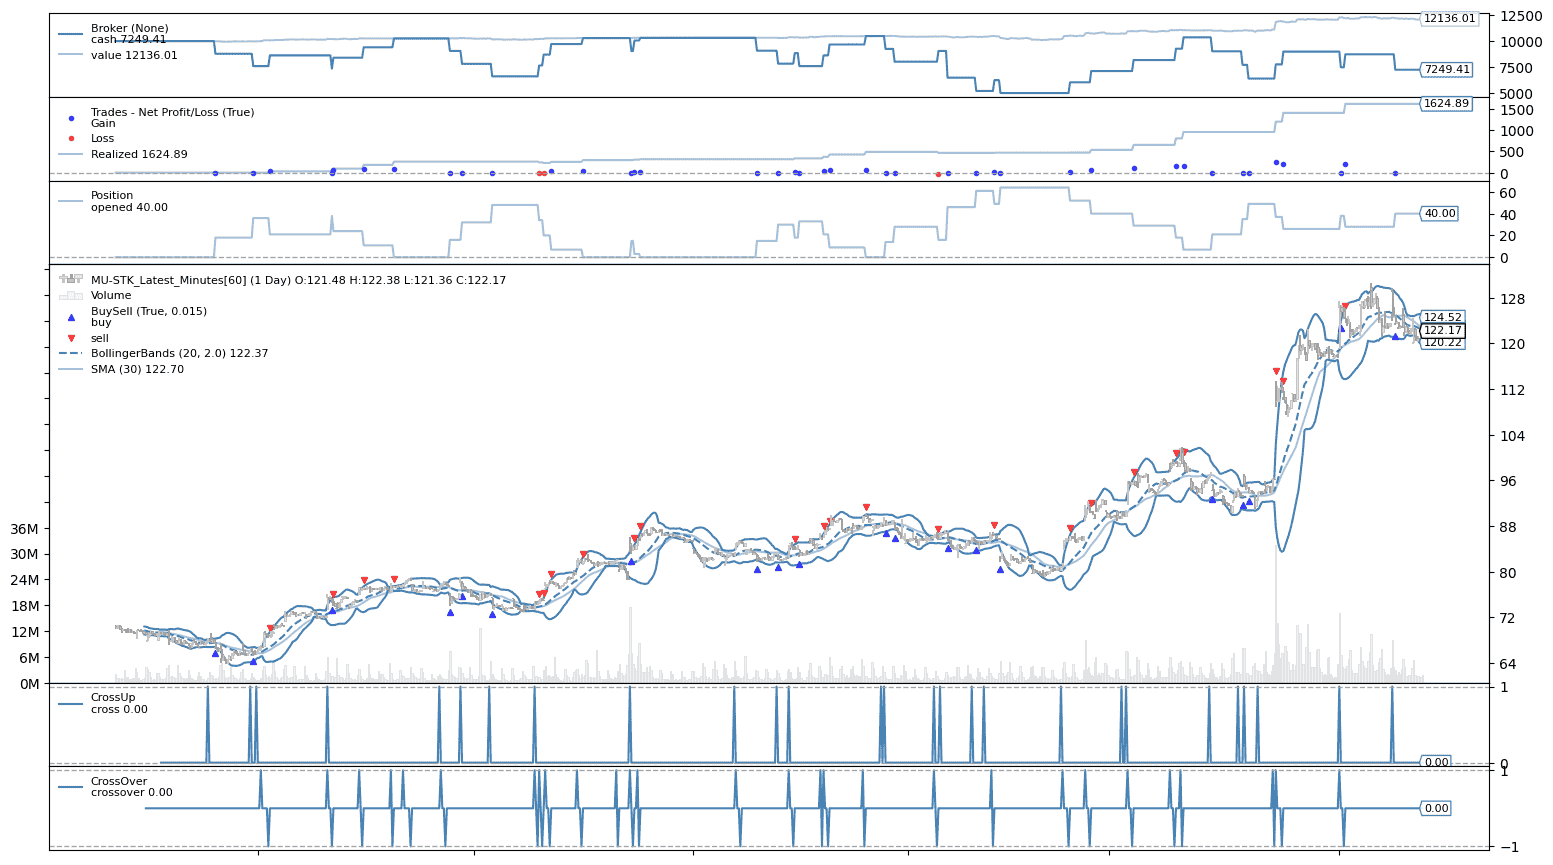 Broker (None)
cash 7249.41
value 12136.01
12136.01
7249.41
12500
10000
7500
5000
Trades - Net Profit/Loss (True)
Gain
Loss
Realized 1624.89
1624.89
1500
1000
500
0
Position
opened 40.00
40.00
60
40
20
0
MU-STK_Latest_Minutes[60] (1 Day) O:121.48 H:122.38 L:121.36 C:122.17
Volume
BuySell (True, 0.015)
buy
sell
BollingerBands (20, 2.0) 122.37
SMA (30) 122.70
124.52
122.17
120.22
128
120
112
104
96
88
80
72
64
36M
30M
24M
18M
12M
6M
0M
CrossUp
cross 0.00
0.00
1
0
CrossOver
crossover 0.00
0.00
1
−1